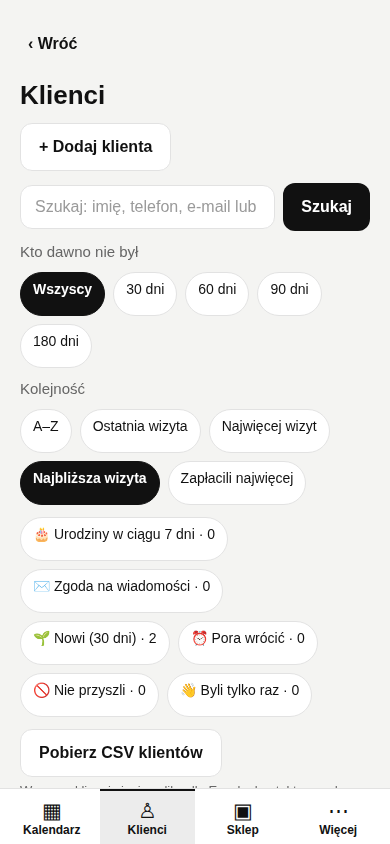 ‹ Wróć
Klienci
+ Dodaj klienta
Szukaj: imię, telefon, e-mail lub
Szukaj
Kto dawno nie był
Wszyscy 30 dni 60 dni 90 dni
180 dni
Kolejność
A–Z Ostatnia wizyta Najwięcej wizyt
Najbliższa wizyta Zapłacili najwięcej
🎂 Urodziny w ciągu 7 dni · 0
✉️ Zgoda na wiadomości · 0
🌱 Nowi (30 dni) · 2 ⏰ Pora wrócić · 0
🚫 Nie przyszli · 0 👋 Byli tylko raz · 0
Pobierz CSV klientów
Kalendarz Klienci Sklep Więcej